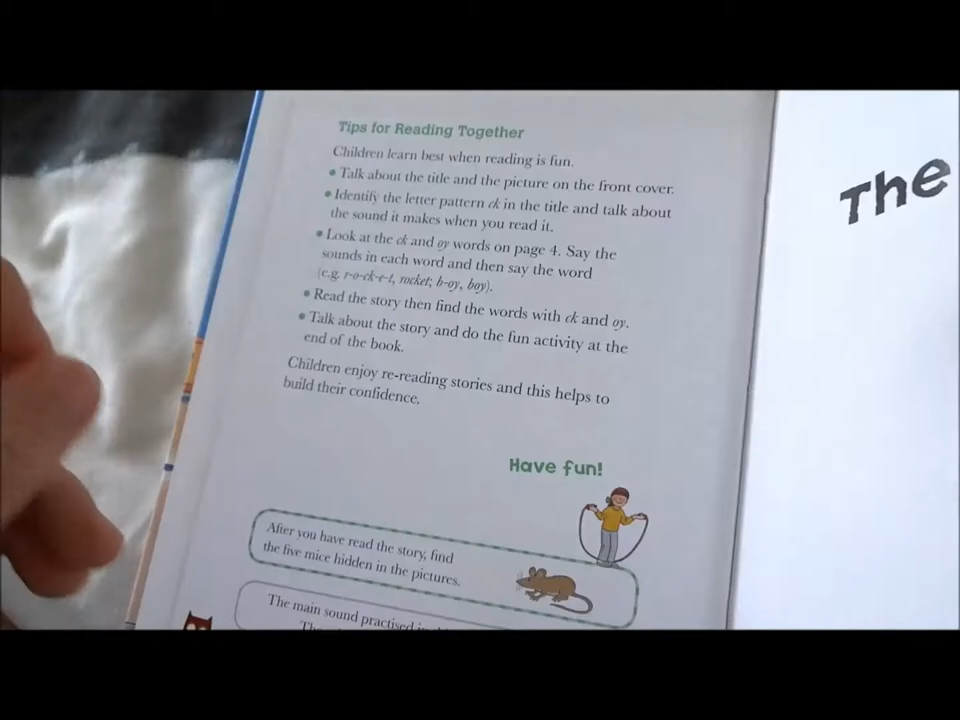 Tips for Reading Together
Children learn best when reading is fun.
• Talk about the title and the picture on the front cover.
• Identify the letter pattern ck in the title and talk about
the sound it makes when you read it.
• Look at the ck and oy words on page 4. Say the
sounds in each word and then say the word
(e.g. r-o-ck-e-t, rocket; b-oy, boy).
• Read the story then find the words with ck and oy.
• Talk about the story and do the fun activity at the
end of the book.
Children enjoy re-reading stories and this helps to
build their confidence.
Have fun!
After you have read the story, find
the five mice hidden in the pictures.
The main sound practised in
The